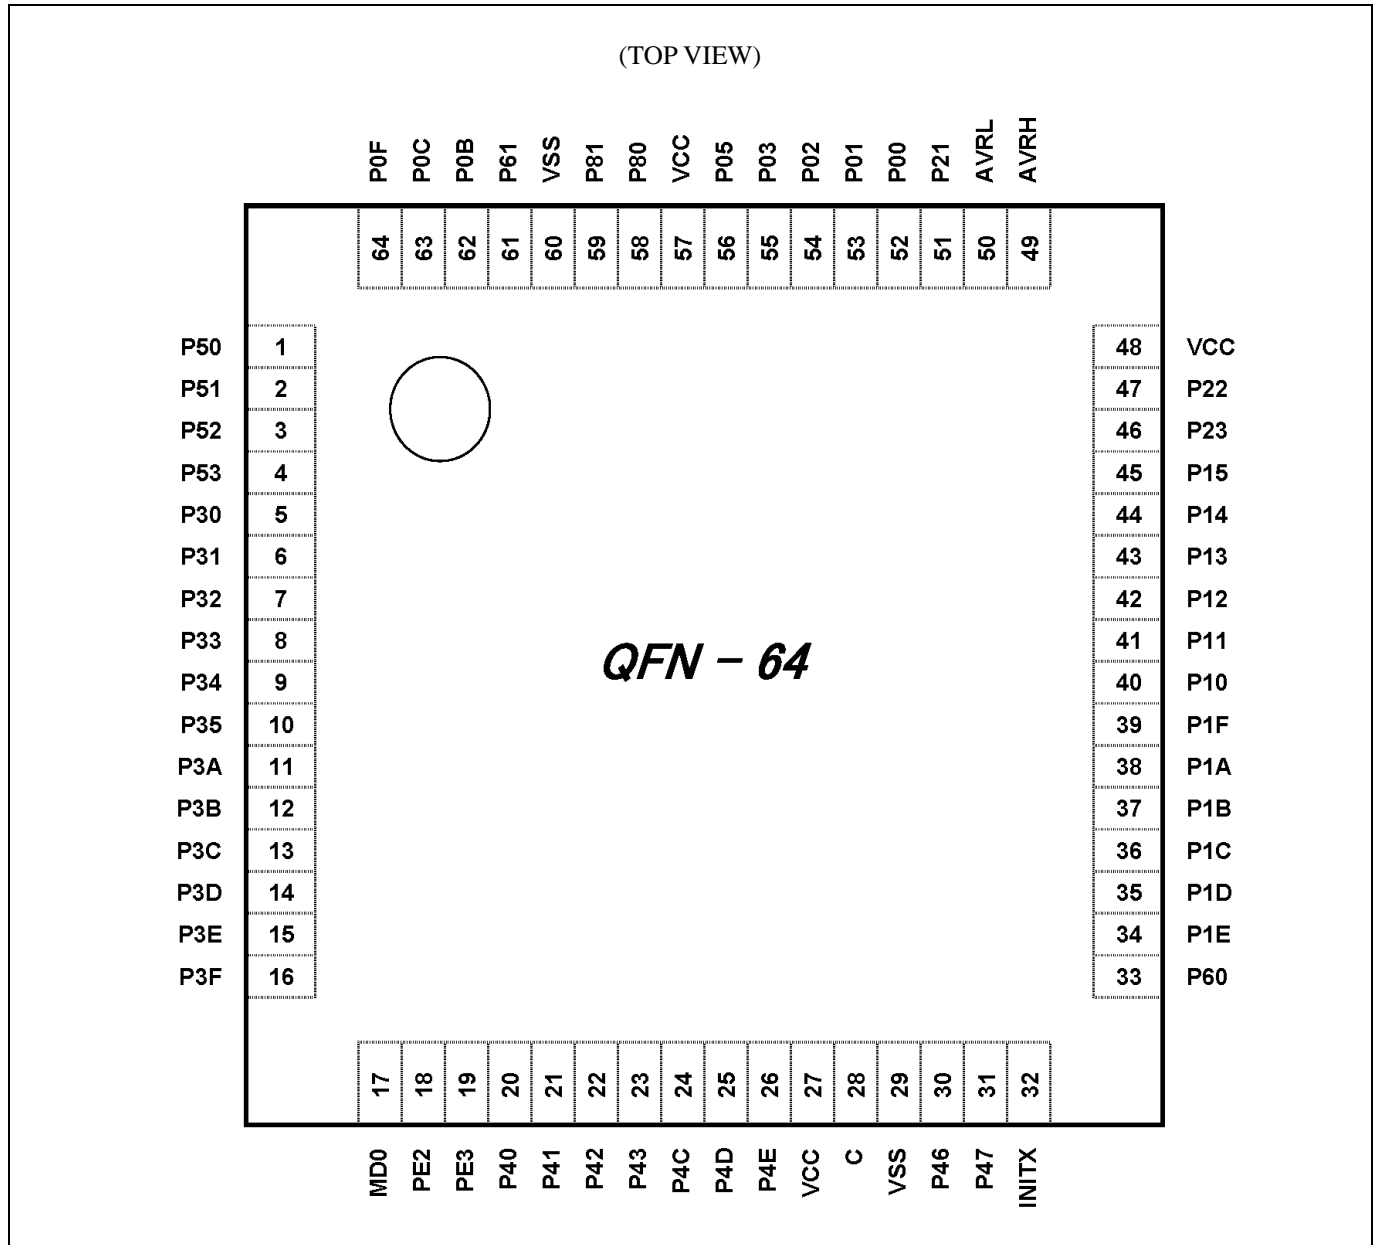 (TOP VIEW)
P0F P0C P0B P61 VSS P81 P80 VCC P05 P03 P02 P01 P00 P21 AVRL AVRH
64 63 62 61 60 59 58 57 56 55 54 53 52 51 50 49
P50 1 48 VCC
P51 2 47 P22
P52 3 46 P23
P53 4 45 P15
P30 5 44 P14
P31 6 43 P13
P32 7 42 P12
P33 8 41 P11
QFN - 64
P34 9 40 P10
P35 10 39 P1F
P3A 11 38 P1A
P3B 12 37 P1B
P3C 13 36 P1C
P3D 14 35 P1D
P3E 15 34 P1E
P3F 16 33 P60
17 18 19 20 21 22 23 24 25 26 27 28 29 30 31 32
MD0 PE2 PE3 P40 P41 P42 P43 P4C P4D P4E VCC C VSS P46 P47 INITX